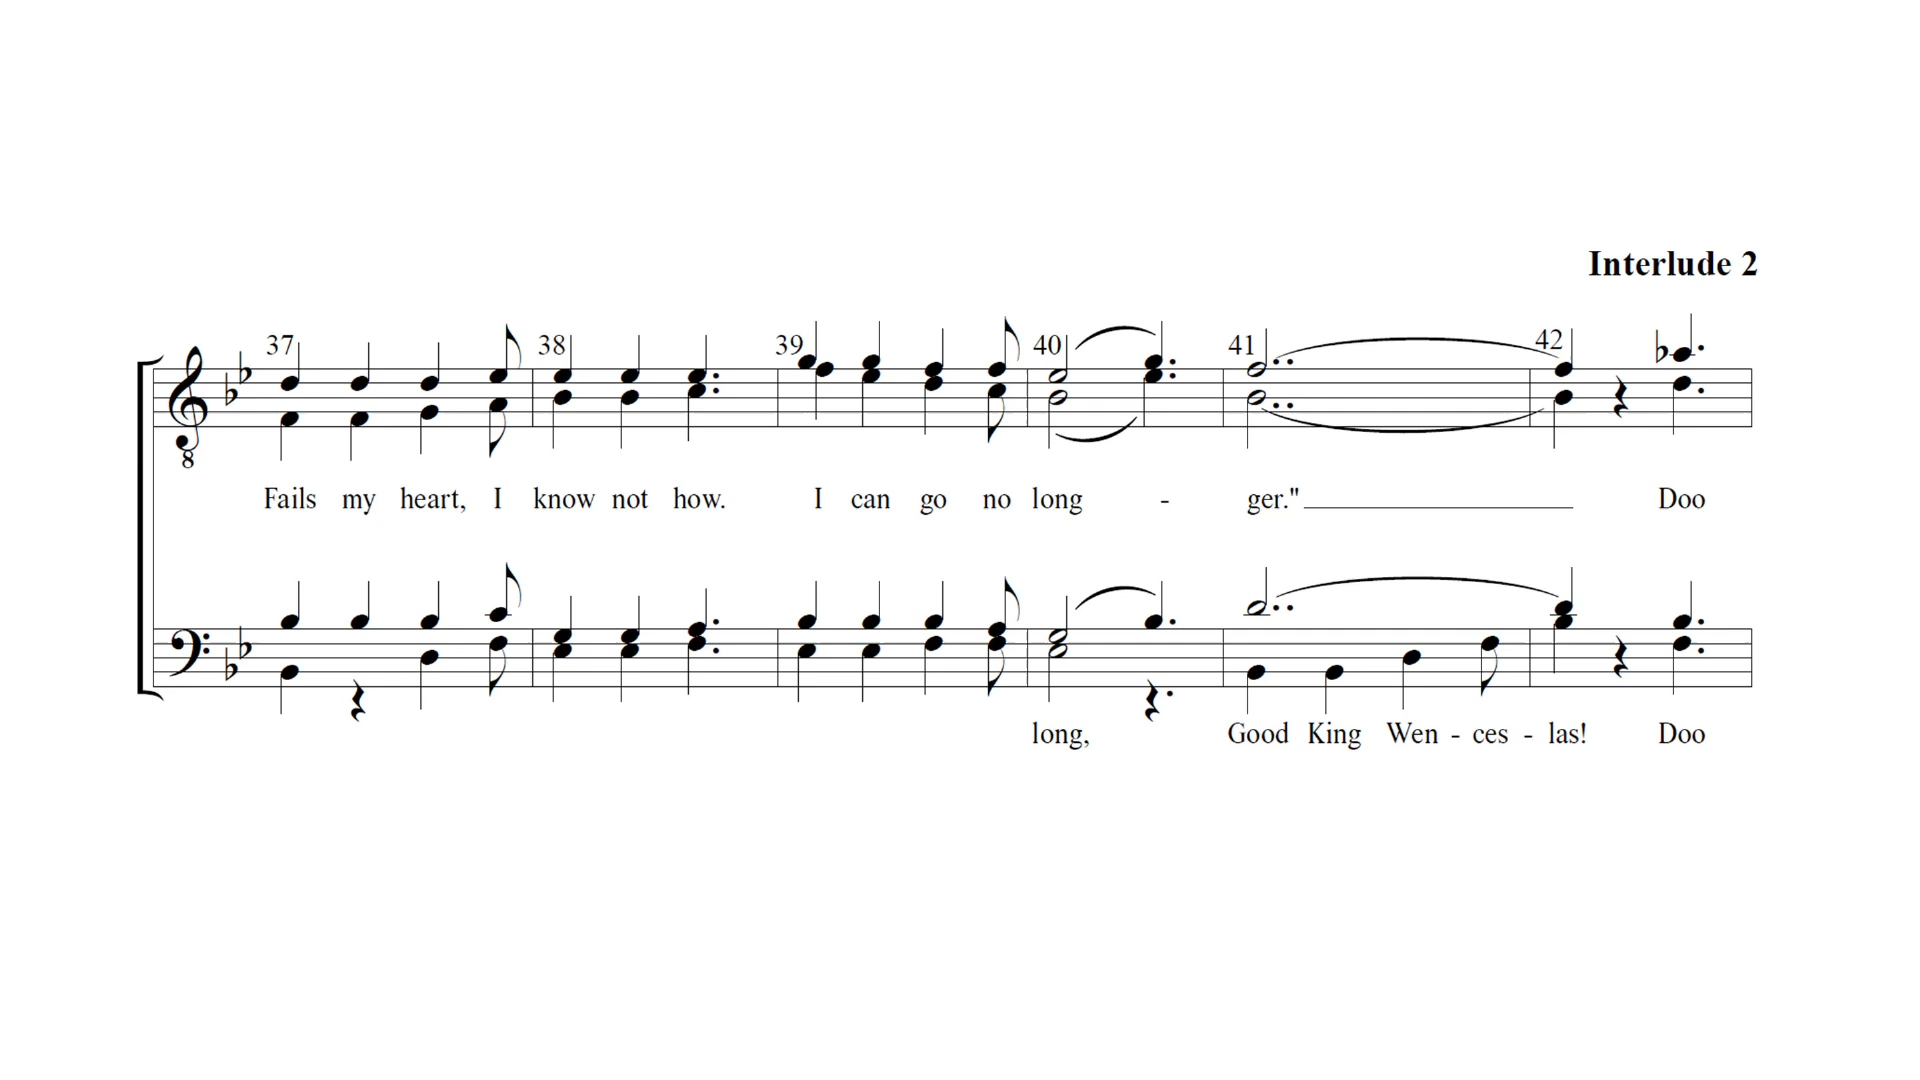 Interlude 2
37 38 39 40 41 42
8
Fails my heart, I know not how. I can go no long - ger." Doo
long, Good King Wen - ces - las! Doo